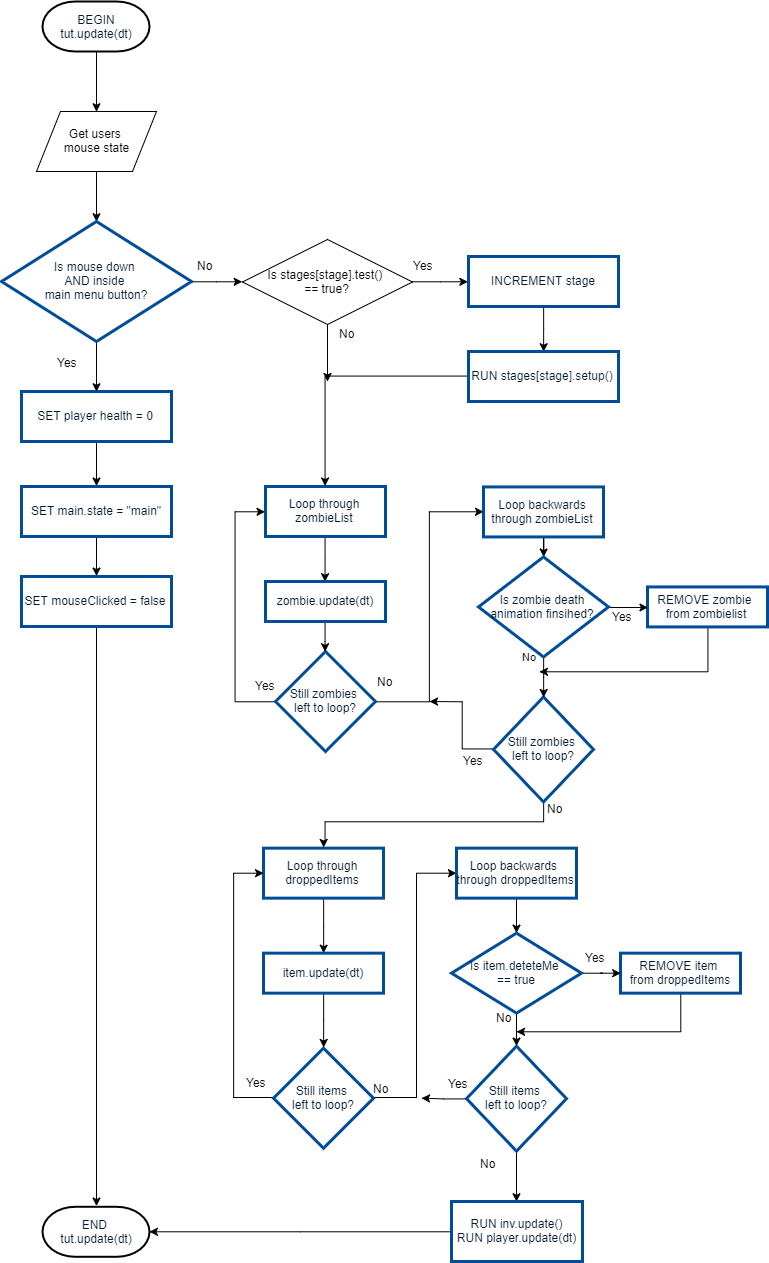 BEGIN
tut.update(dt)
Get users
mouse state
Is mouse down
AND inside
main menu button?
No
Is stages[stage].test()
== true?
Yes
INCREMENT stage
No
RUN stages[stage].setup()
Yes
SET player health = 0
SET main.state = "main"
SET mouseClicked = false
Loop through
zombieList
zombie.update(dt)
Still zombies
left to loop?
Yes
No
Loop backwards
through zombieList
Is zombie death
animation finsihed?
Yes
REMOVE zombie
from zombielist
No
Still zombies
left to loop?
Yes
No
Loop through
droppedItems
item.update(dt)
Still items
left to loop?
Yes
No
Loop backwards
through droppedItems
Is item.deteteMe
== true
Yes
REMOVE item
from droppedItems
No
Still items
left to loop?
Yes
No
RUN inv.update()
RUN player.update(dt)
END
tut.update(dt)